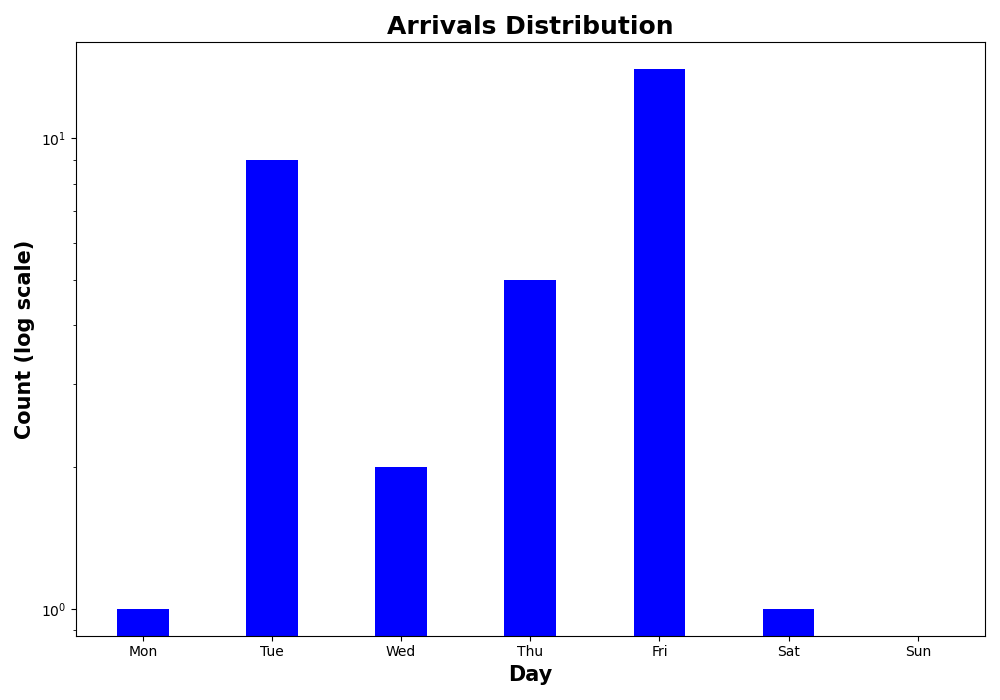 Arrivals Distribution
Count (log scale)
10¹
10⁰
Mon Tue Wed Thu Fri Sat Sun
Day